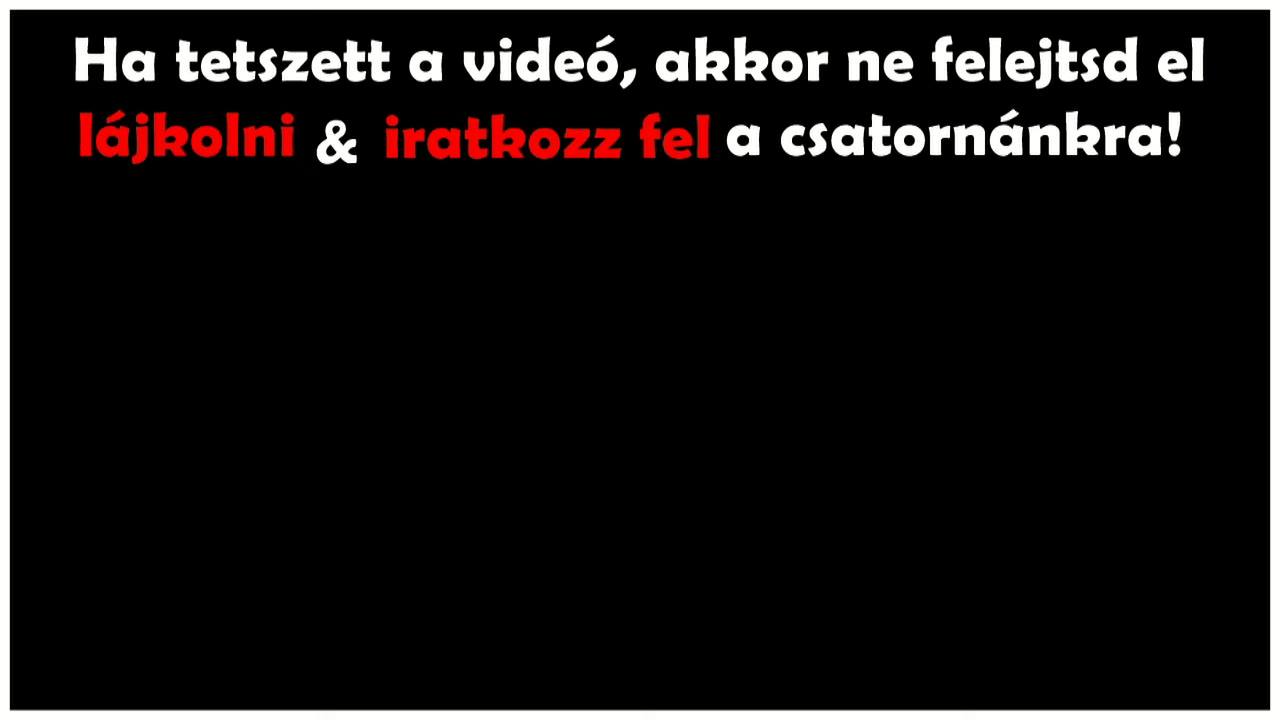 Ha tetszett a videó, akkor ne felejtsd el
lájkolni & iratkozz fel a csatornánkra!